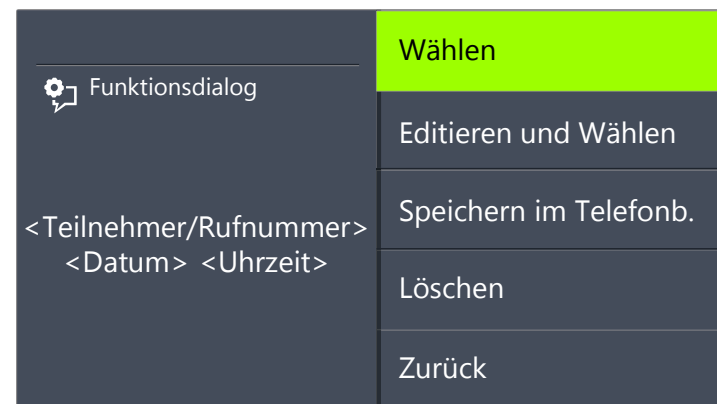 Funktionsdialog
<Teilnehmer/Rufnummer>
<Datum> <Uhrzeit>
Wählen
Editieren und Wählen
Speichern im Telefonb.
Löschen
Zurück